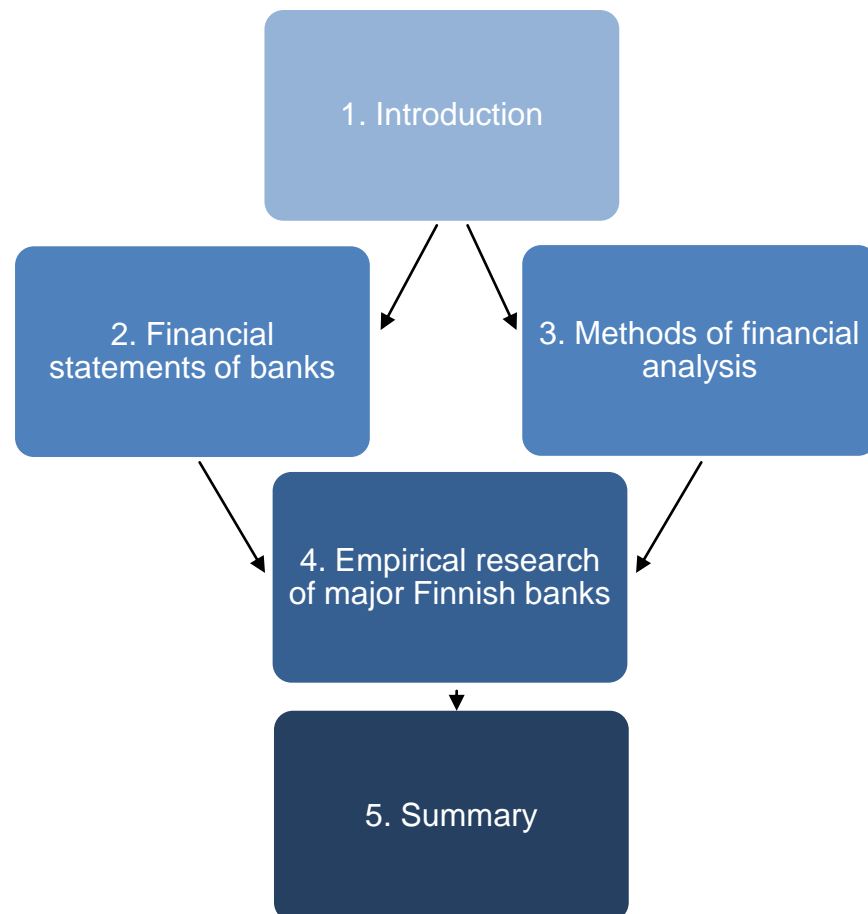 1. Introduction
2. Financial
statements of banks
3. Methods of financial
analysis
4. Empirical research
of major Finnish banks
5. Summary